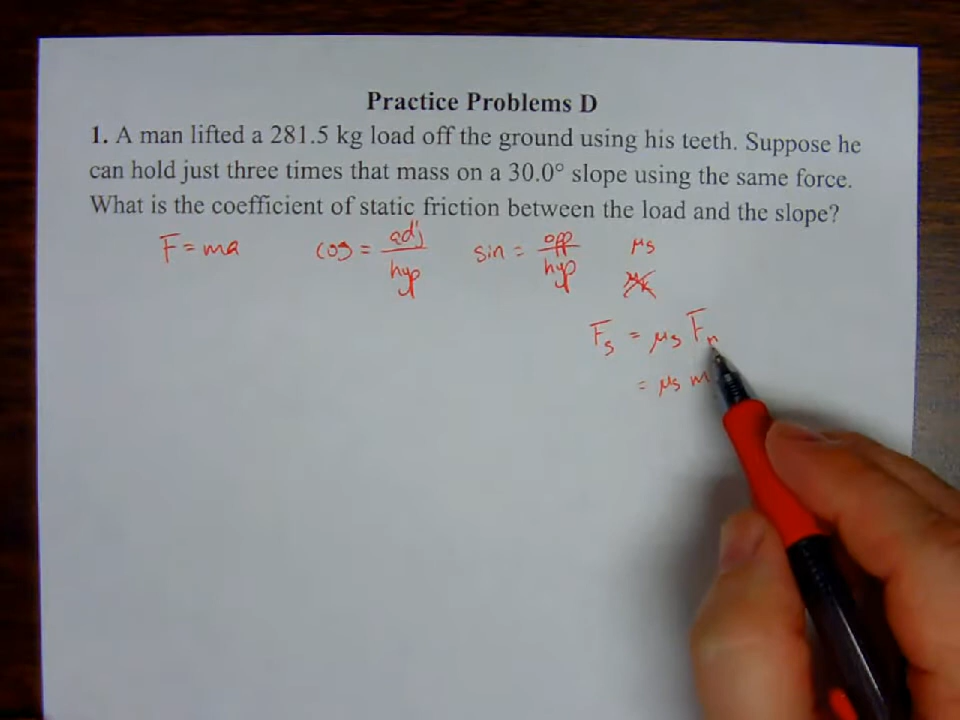 Practice Problems D
1. A man lifted a 281.5 kg load off the ground using his teeth. Suppose he
can hold just three times that mass on a 30.0° slope using the same force.
What is the coefficient of static friction between the load and the slope?
F = ma cos = adj/hyp sin = opp/hyp μs
μk
Fs = μs Fn
= μs m